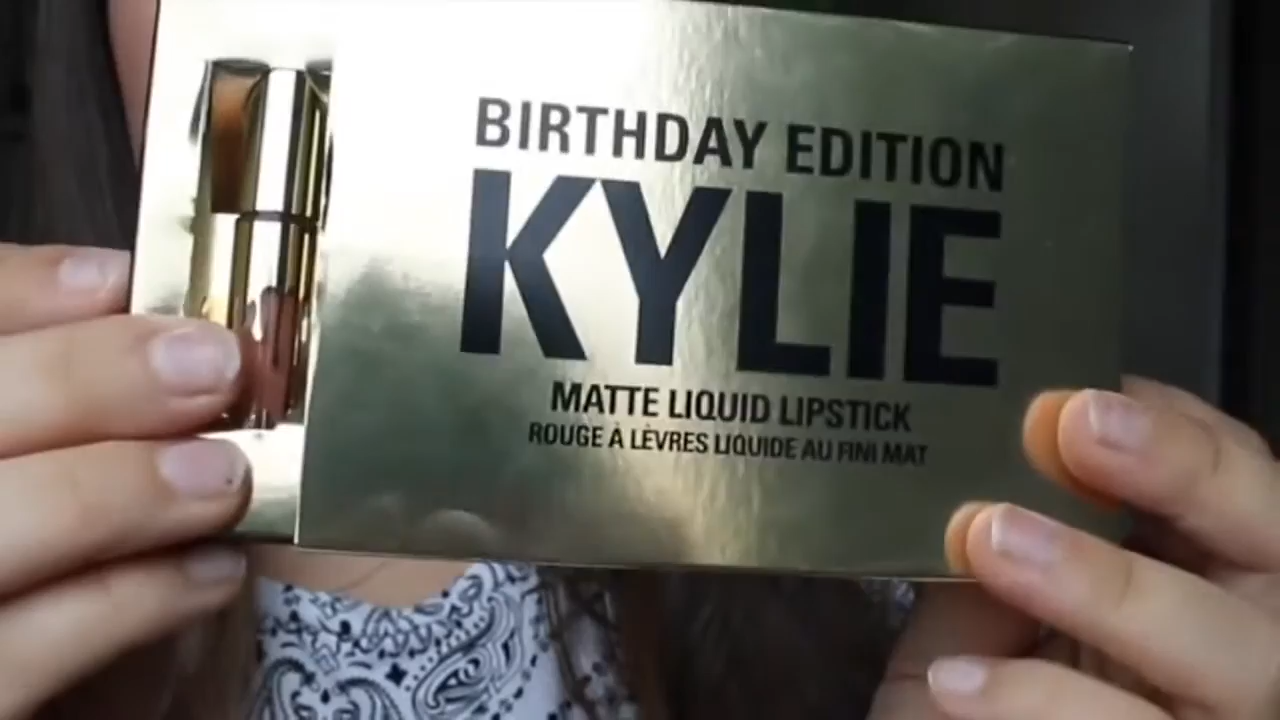 BIRTHDAY EDITION
KYLIE
MATTE LIQUID LIPSTICK
ROUGE À LÈVRES LIQUIDE AU FINI MAT